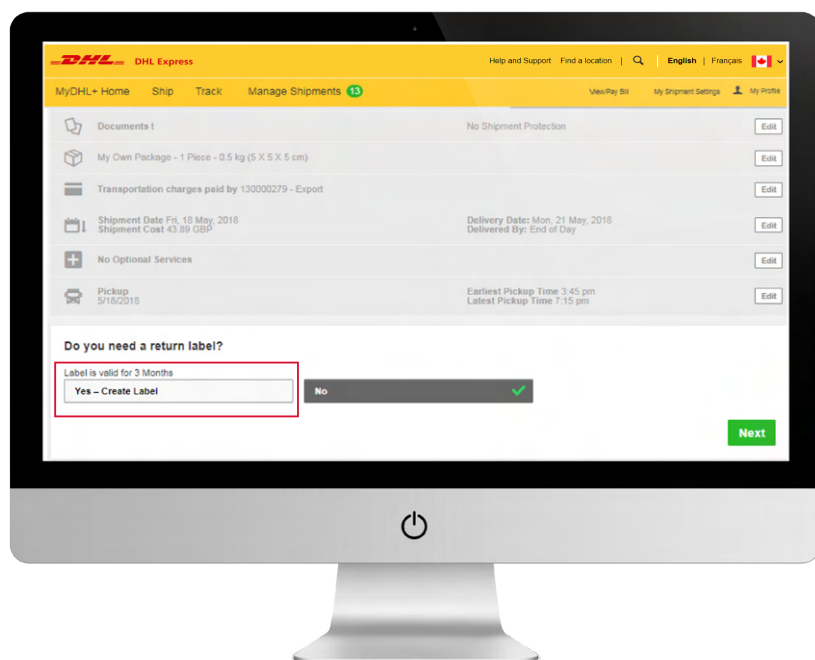 DHL DHL Express
Help and Support Find a location | English | Français
MyDHL+ Home Ship Track Manage Shipments 13
View/Pay Bill My Shipment Settings My Profile
Documents t No Shipment Protection Edit
My Own Package - 1 Piece - 0.5 kg (5 X 5 X 5 cm) Edit
Transportation charges paid by 130000279 - Export Edit
Shipment Date Fri, 18 May, 2018 Delivery Date: Mon, 21 May, 2018
Shipment Cost 43.89 GBP Delivered By: End of Day Edit
No Optional Services Edit
Pickup Earliest Pickup Time 3:45 pm
5/18/2018 Latest Pickup Time 7:15 pm Edit
Do you need a return label?
Label is valid for 3 Months
Yes – Create Label No
Next